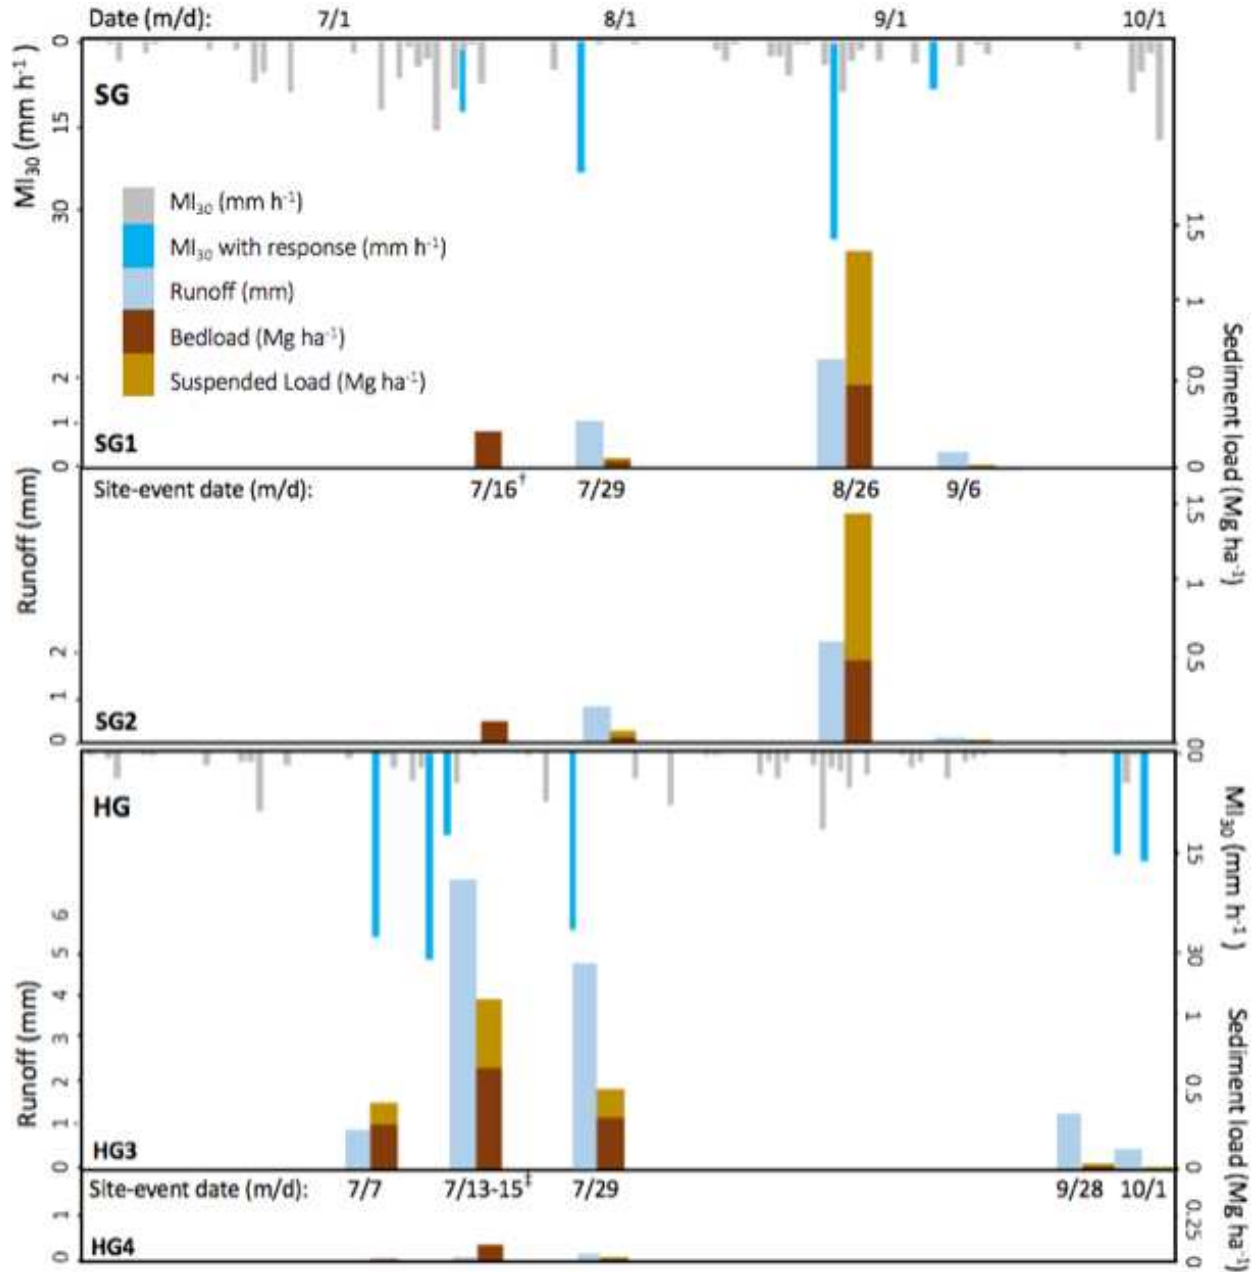 Date (m/d): 7/1 8/1 9/1 10/1
MI₃₀ (mm h⁻¹)
0
15
30
SG
MI₃₀ (mm h⁻¹)
MI₃₀ with response (mm h⁻¹)
Runoff (mm)
Bedload (Mg ha⁻¹)
Suspended Load (Mg ha⁻¹)
2
1
0
SG1
1.5
1
0.5
0
Sediment load (Mg ha⁻¹)
Site-event date (m/d): 7/16† 7/29 8/26 9/6
Runoff (mm)
2
1
0
SG2
1.5
1
0.5
00
HG
MI₃₀ (mm h⁻¹)
15
30
Runoff (mm)
6
5
4
3
2
1
0
HG3
1
0.5
0
Sediment load (Mg ha⁻¹)
Site-event date (m/d): 7/7 7/13-15‡ 7/29 9/28 10/1
1
0
HG4
0.25
0